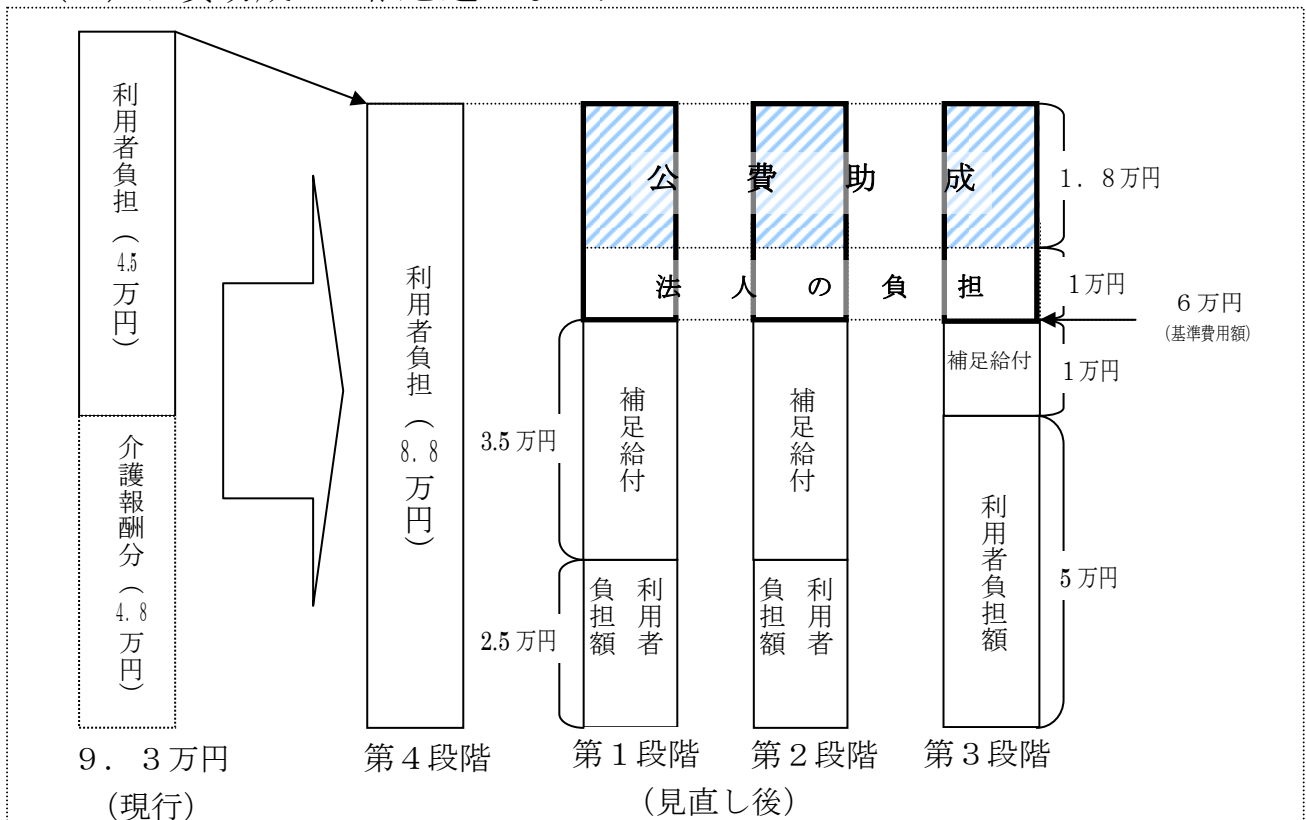 利用者負担（4.5万円）
介護報酬分（4.8万円）
9．3万円
（現行）
利用者負担（8.8万円）
第4段階
公費助成
法人の負担
3.5万円
2.5万円
補足給付
利用者
負担額
第1段階
補足給付
利用者
負担額
第2段階
（見直し後）
補足給付
利用者負担額
第3段階
1．8万円
1万円
6万円
（基準費用額）
1万円
5万円